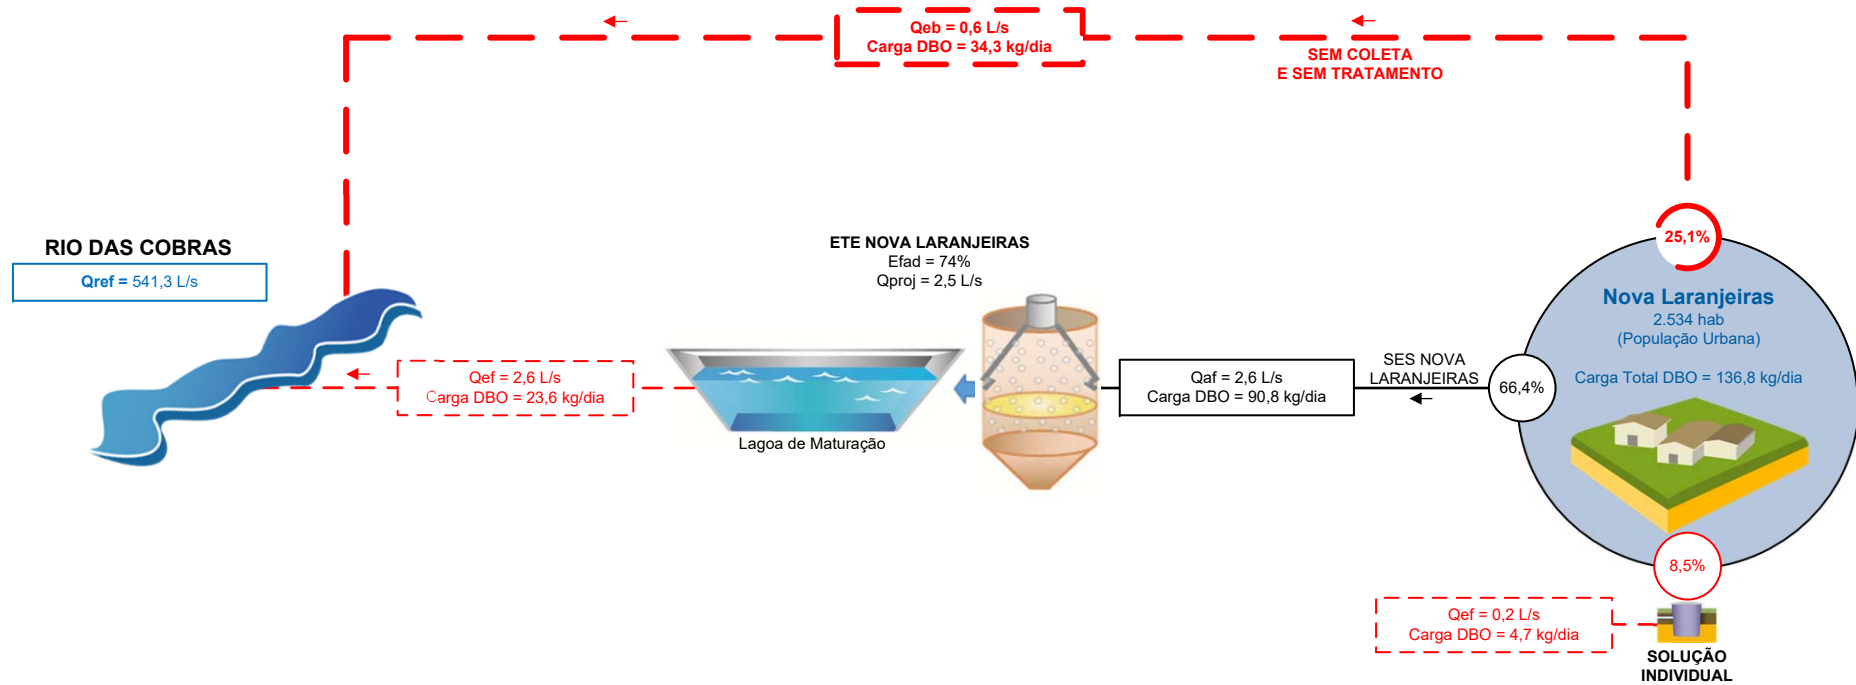 Qeb = 0,6 L/s
Carga DBO = 34,3 kg/dia
SEM COLETA
E SEM TRATAMENTO
RIO DAS COBRAS
Qref = 541,3 L/s
ETE NOVA LARANJEIRAS
Efad = 74%
Qproj = 2,5 L/s
25,1%
Nova Laranjeiras
2.534 hab
(População Urbana)
Carga Total DBO = 136,8 kg/dia
Qef = 2,6 L/s
Carga DBO = 23,6 kg/dia
Lagoa de Maturação
Qaf = 2,6 L/s
Carga DBO = 90,8 kg/dia
SES NOVA
LARANJEIRAS
66,4%
8,5%
Qef = 0,2 L/s
Carga DBO = 4,7 kg/dia
SOLUÇÃO
INDIVIDUAL